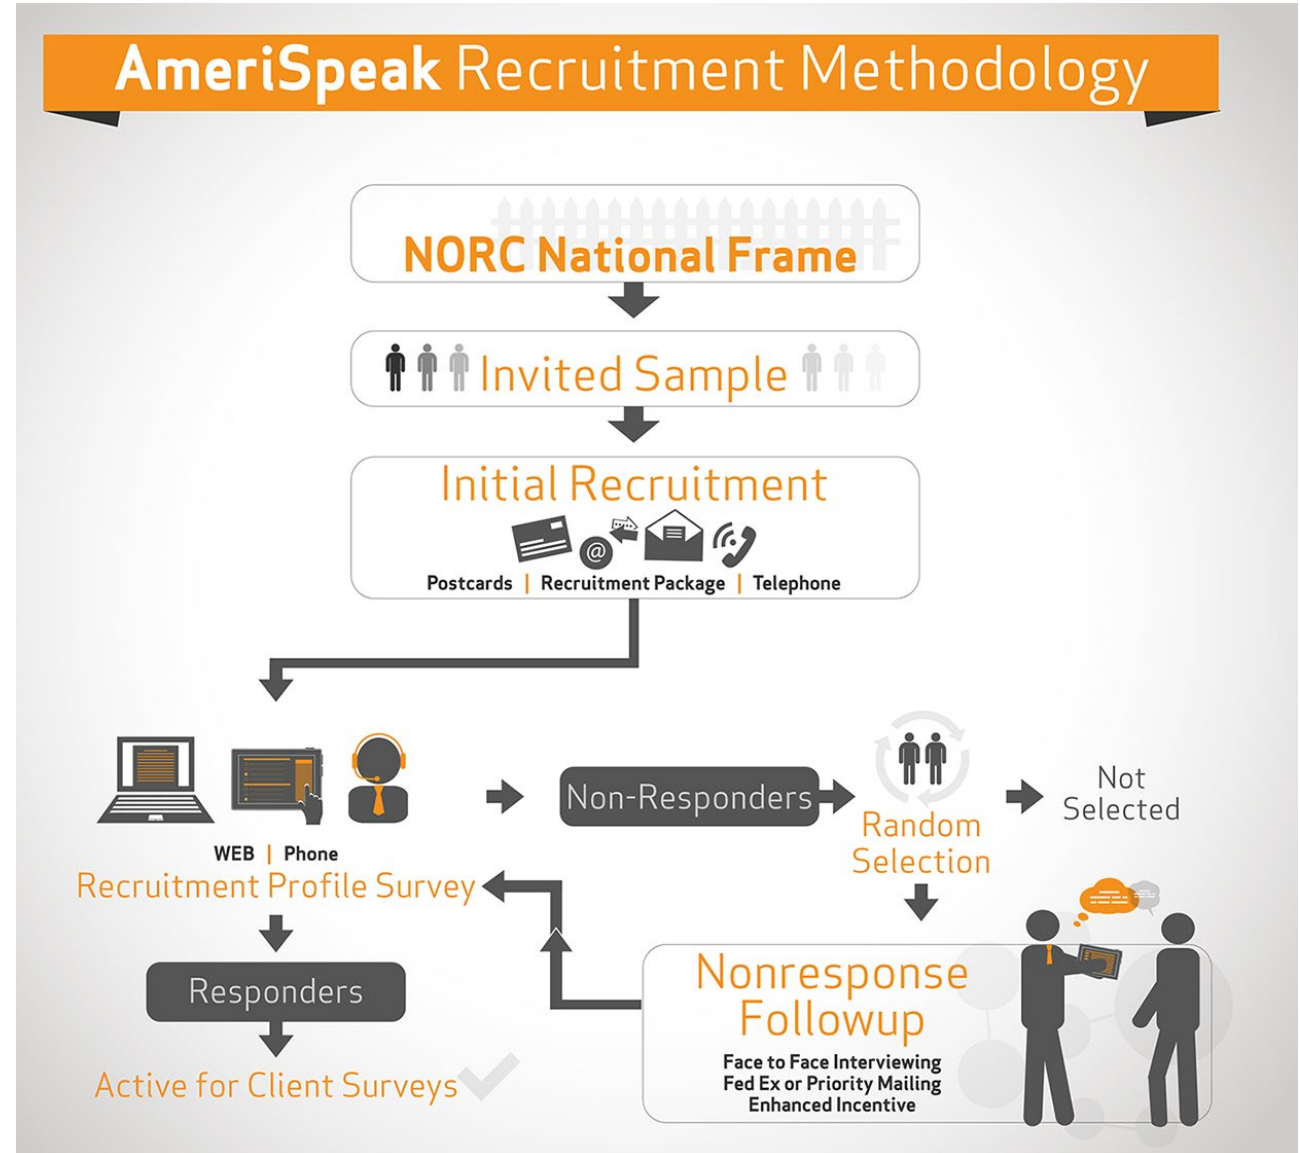 AmeriSpeak Recruitment Methodology
NORC National Frame
Invited Sample
Initial Recruitment
@
Postcards | Recruitment Package | Telephone
WEB | Phone
Recruitment Profile Survey
Non-Responders
Random
Selection
Not
Selected
Responders
Active for Client Surveys
Nonresponse
Followup
Face to Face Interviewing
Fed Ex or Priority Mailing
Enhanced Incentive